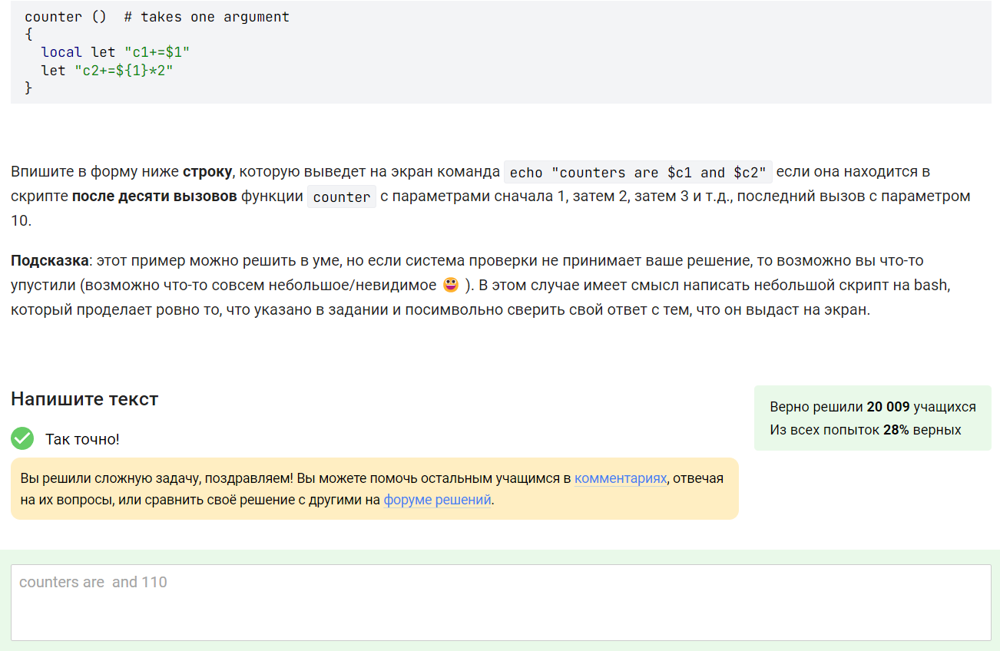 counter ()  # takes one argument
{
  local let "c1+=$1"
  let "c2+=${1}*2"
}
Впишите в форму ниже строку, которую выведет на экран команда echo "counters are $c1 and $c2" если она находится в
скрипте после десяти вызовов функции counter с параметрами сначала 1, затем 2, затем 3 и т.д., последний вызов с параметром
10.
Подсказка: этот пример можно решить в уме, но если система проверки не принимает ваше решение, то возможно вы что-то
упустили (возможно что-то совсем небольшое/невидимое 😀 ). В этом случае имеет смысл написать небольшой скрипт на bash,
который проделает ровно то, что указано в задании и посимвольно сверить свой ответ с тем, что он выдаст на экран.
Напишите текст
Верно решили 20 009 учащихся
Из всех попыток 28% верных
Так точно!
Вы решили сложную задачу, поздравляем! Вы можете помочь остальным учащимся в комментариях, отвечая
на их вопросы, или сравнить своё решение с другими на форуме решений.
counters are  and 110